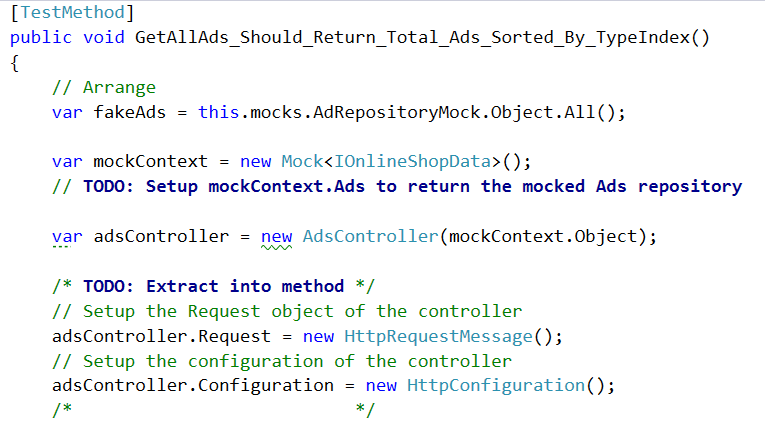 [TestMethod]
public void GetAllAds_Should_Return_Total_Ads_Sorted_By_TypeIndex()
{
    // Arrange
    var fakeAds = this.mocks.AdRepositoryMock.Object.All();

    var mockContext = new Mock<IOnlineShopData>();
    // TODO: Setup mockContext.Ads to return the mocked Ads repository

    var adsController = new AdsController(mockContext.Object);

    /* TODO: Extract into method */
    // Setup the Request object of the controller
    adsController.Request = new HttpRequestMessage();
    // Setup the configuration of the controller
    adsController.Configuration = new HttpConfiguration();
    /*                           */